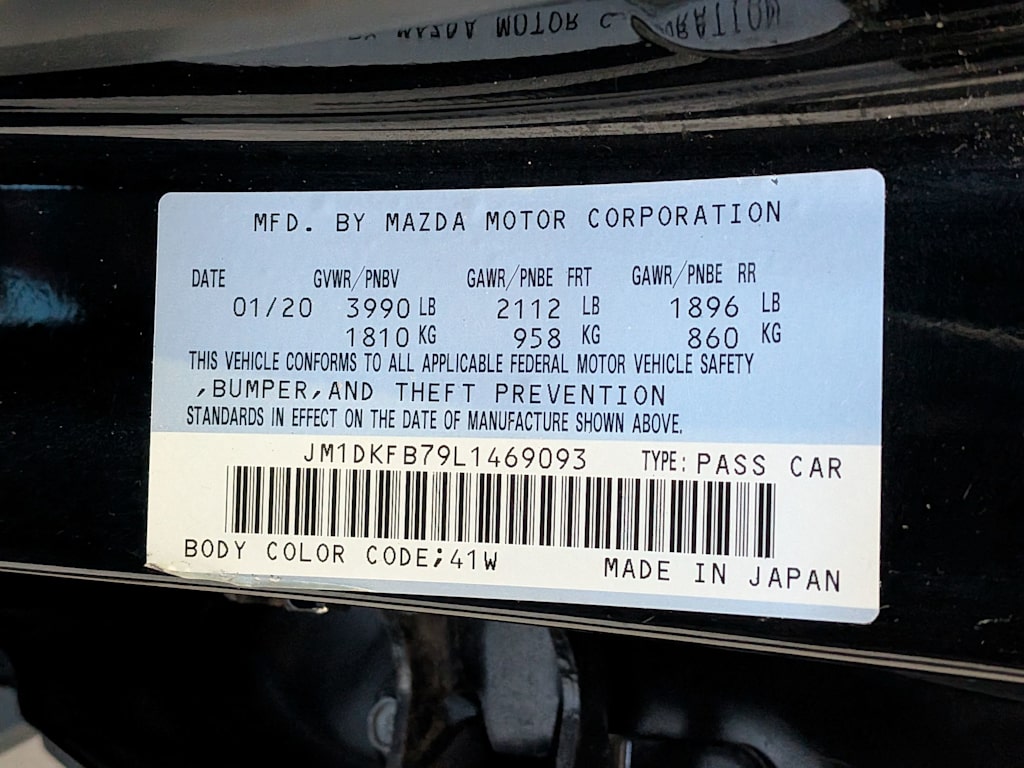 MAZDA MOTOR C RATION
MFD. BY MAZDA MOTOR CORPORATION
DATE GVWR/PNBV GAWR/PNBE FRT GAWR/PNBE RR
01/20 3990 LB 2112 LB 1896 LB
1810 KG 958 KG 860 KG
THIS VEHICLE CONFORMS TO ALL APPLICABLE FEDERAL MOTOR VEHICLE SAFETY
,BUMPER,AND THEFT PREVENTION
STANDARDS IN EFFECT ON THE DATE OF MANUFACTURE SHOWN ABOVE.
JM1DKFB79L1469093 TYPE: PASS CAR
BODY COLOR CODE;41W MADE IN JAPAN